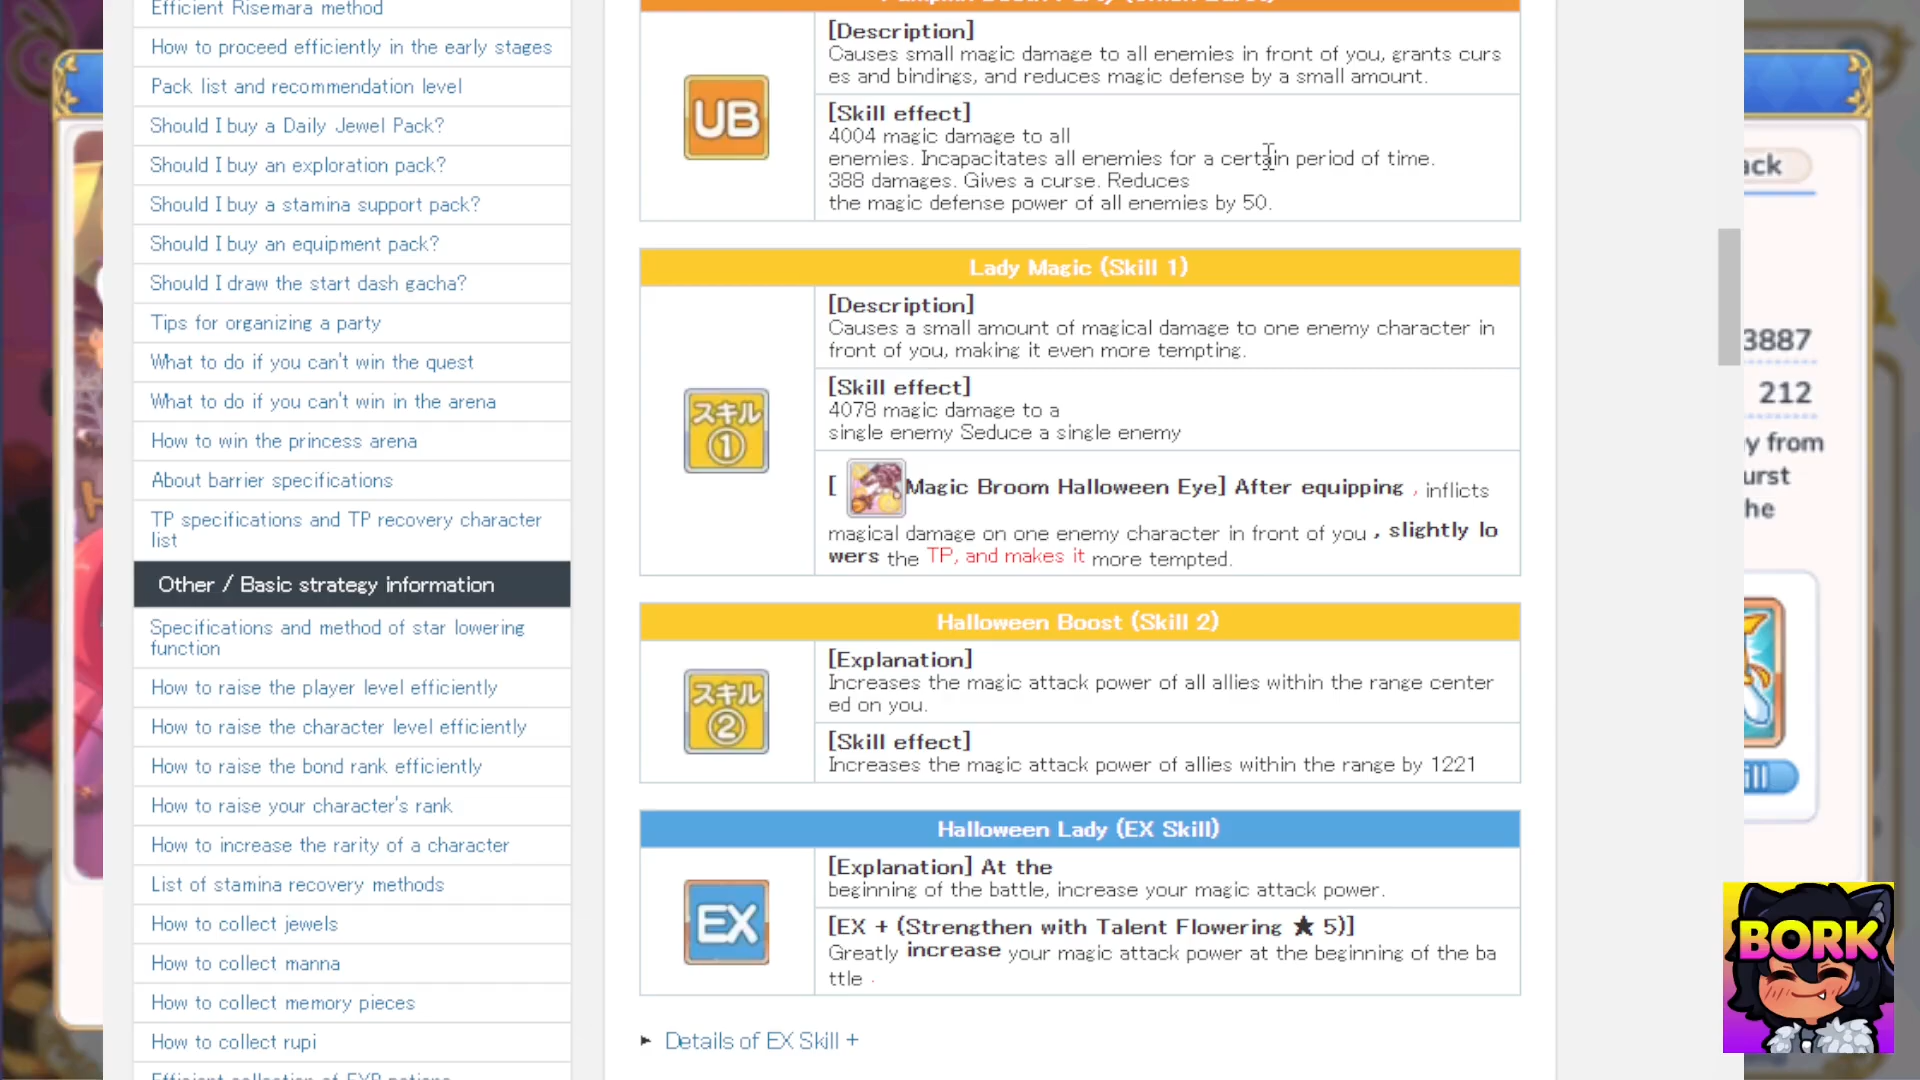 Efficient Risemara method
How to proceed efficiently in the early stages
Pack list and recommendation level
Should I buy a Daily Jewel Pack?
Should I buy an exploration pack?
Should I buy a stamina support pack?
Should I buy an equipment pack?
Should I draw the start dash gacha?
Tips for organizing a party
What to do if you can't win the quest
What to do if you can't win in the arena
How to win the princess arena
About barrier specifications
TP specifications and TP recovery character
list
Other / Basic strategy information
Specifications and method of star lowering
function
How to raise the player level efficiently
How to raise the character level efficiently
How to raise the bond rank efficiently
How to raise your character's rank
How to increase the rarity of a character
List of stamina recovery methods
How to collect jewels
How to collect manna
How to collect memory pieces
How to collect rupi
UB
[Description]
Causes small magic damage to all enemies in front of you, grants curs
es and bindings, and reduces magic defense by a small amount.
[Skill effect]
4004 magic damage to all
enemies. Incapacitates all enemies for a certain period of time.
388 damages. Gives a curse. Reduces
the magic defense power of all enemies by 50.
Lady Magic (Skill 1)
スキル
①
[Description]
Causes a small amount of magical damage to one enemy character in
front of you, making it even more tempting.
[Skill effect]
4078 magic damage to a
single enemy Seduce a single enemy
[ Magic Broom Halloween Eye] After equipping , inflicts
magical damage on one enemy character in front of you , slightly lo
wers the TP, and makes it more tempted.
Halloween Boost (Skill 2)
スキル
②
[Explanation]
Increases the magic attack power of all allies within the range center
ed on you.
[Skill effect]
Increases the magic attack power of allies within the range by 1221
Halloween Lady (EX Skill)
EX
[Explanation] At the
beginning of the battle, increase your magic attack power.
[EX + (Strengthen with Talent Flowering ★ 5)]
Greatly increase your magic attack power at the beginning of the ba
ttle .
Details of EX Skill +
ack
3887
212
y from
urst
he
ill
BORK